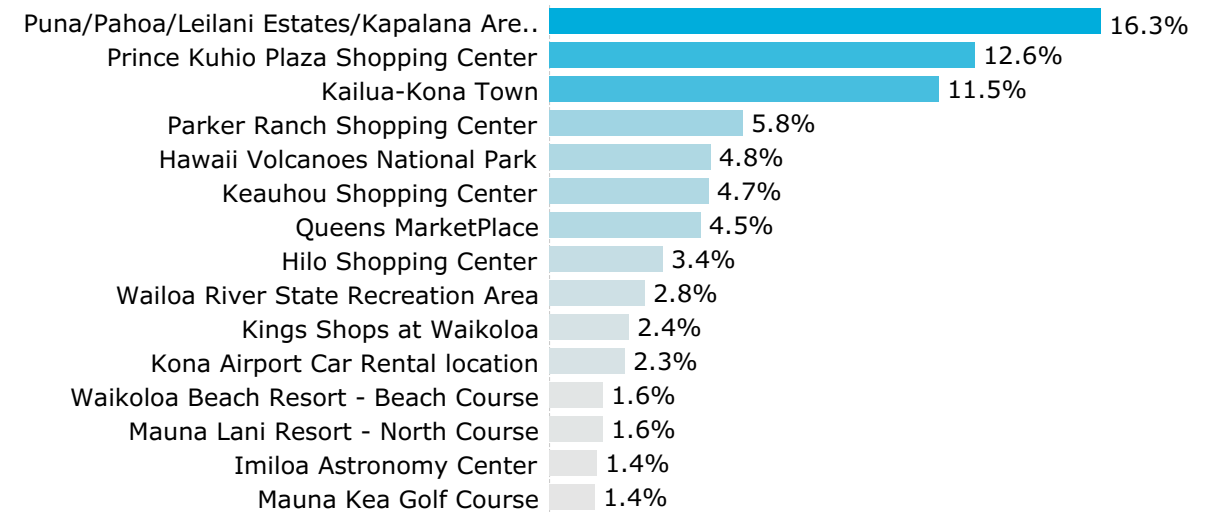 Puna/Pahoa/Leilani Estates/Kapalana Are.. 16.3%
Prince Kuhio Plaza Shopping Center 12.6%
Kailua-Kona Town 11.5%
Parker Ranch Shopping Center 5.8%
Hawaii Volcanoes National Park 4.8%
Keauhou Shopping Center 4.7%
Queens MarketPlace 4.5%
Hilo Shopping Center 3.4%
Wailoa River State Recreation Area 2.8%
Kings Shops at Waikoloa 2.4%
Kona Airport Car Rental location 2.3%
Waikoloa Beach Resort - Beach Course 1.6%
Mauna Lani Resort - North Course 1.6%
Imiloa Astronomy Center 1.4%
Mauna Kea Golf Course 1.4%